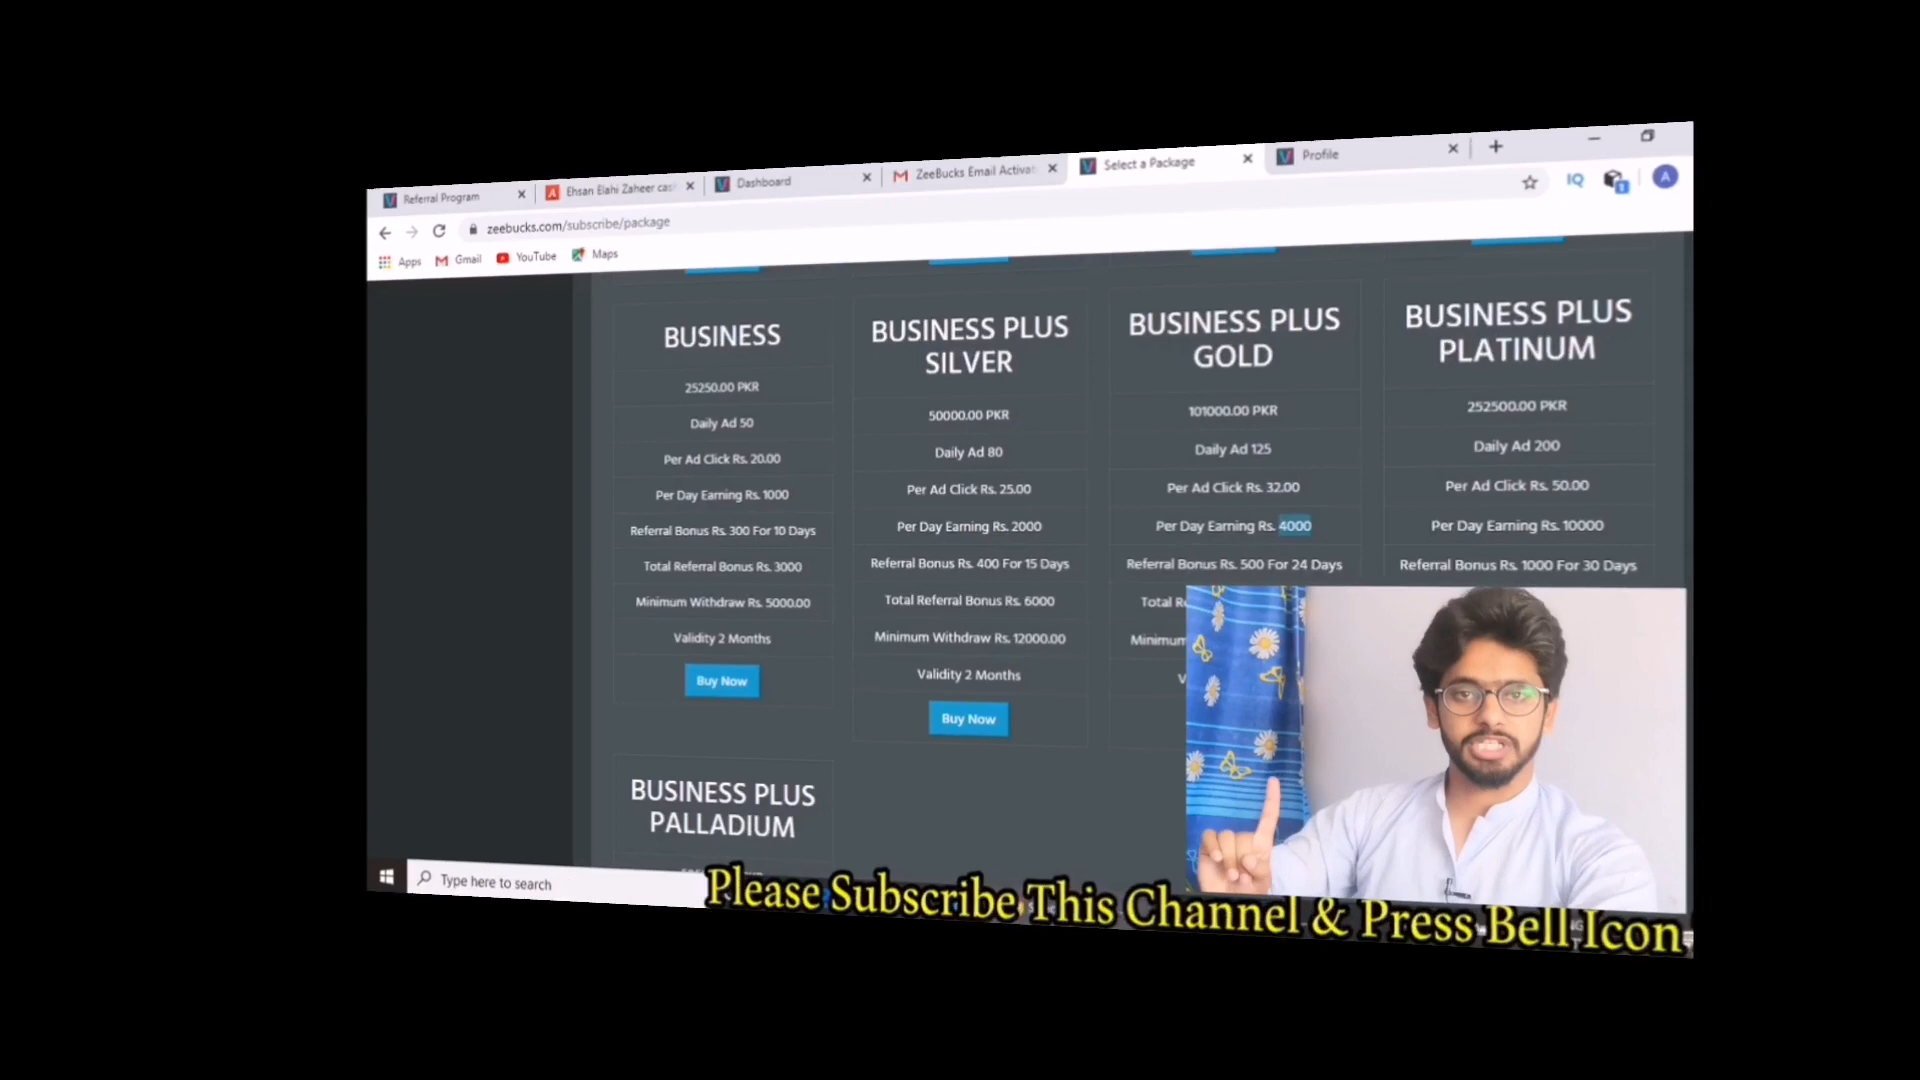 Referral Program
Ehsan Elahi Zaheer cas
Dashboard
ZeeBucks Email Activat
Select a Package
Profile
zeebucks.com/subscribe/package
IQ
A
Apps
Gmail
YouTube
Maps
BUSINESS
25250.00 PKR
Daily Ad 50
Per Ad Click Rs. 20.00
Per Day Earning Rs. 1000
Referral Bonus Rs. 300 For 10 Days
Total Referral Bonus Rs. 3000
Minimum Withdraw Rs. 5000.00
Validity 2 Months
Buy Now
BUSINESS PLUS
SILVER
50000.00 PKR
Daily Ad 80
Per Ad Click Rs. 25.00
Per Day Earning Rs. 2000
Referral Bonus Rs. 400 For 15 Days
Total Referral Bonus Rs. 6000
Minimum Withdraw Rs. 12000.00
Validity 2 Months
Buy Now
BUSINESS PLUS
GOLD
101000.00 PKR
Daily Ad 125
Per Ad Click Rs. 32.00
Per Day Earning Rs. 4000
Referral Bonus Rs. 500 For 24 Days
Total R
Minimum
V
BUSINESS PLUS
PLATINUM
252500.00 PKR
Daily Ad 200
Per Ad Click Rs. 50.00
Per Day Earning Rs. 10000
Referral Bonus Rs. 1000 For 30 Days
BUSINESS PLUS
PALLADIUM
Type here to search
Please Subscribe This Channel & Press Bell Icon